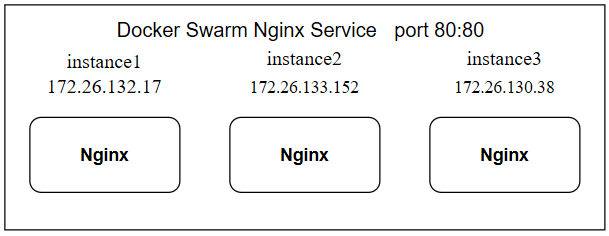 Docker Swarm Nginx Service port 80:80
instance1
172.26.132.17
instance2
172.26.133.152
instance3
172.26.130.38
Nginx
Nginx
Nginx